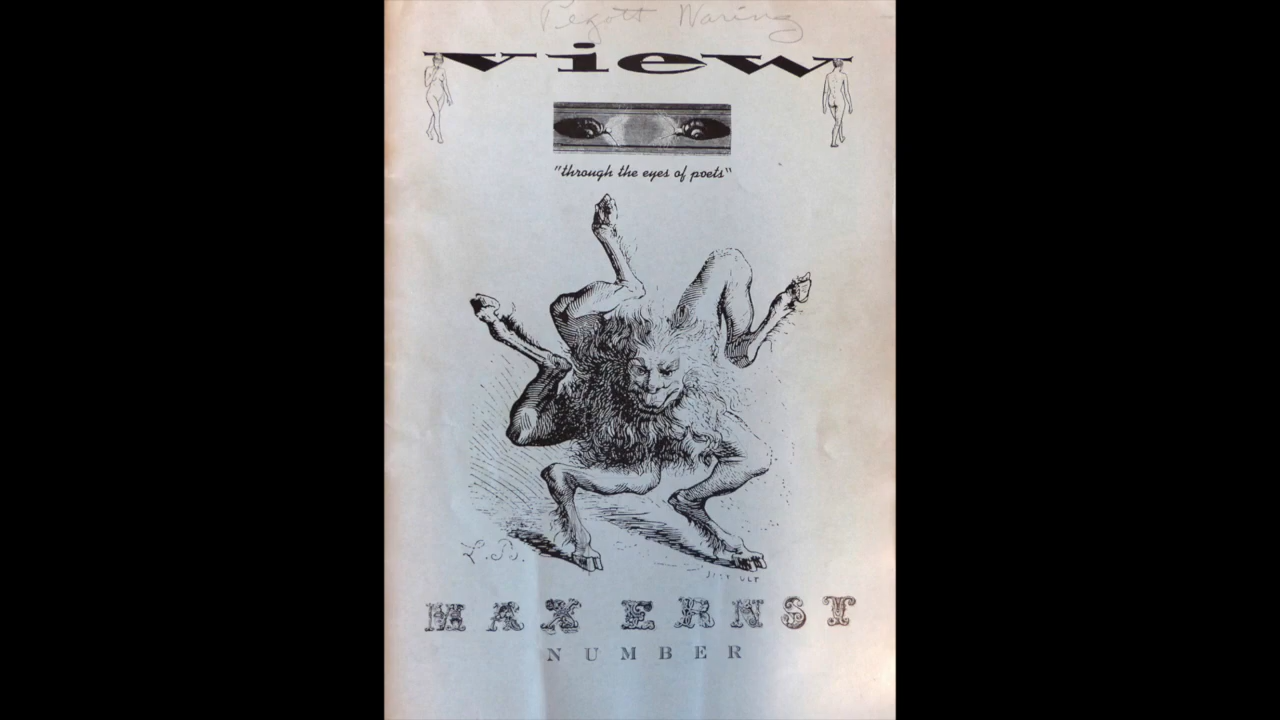 Pegott Waring
view
"through the eyes of poets"
L.B.
MAX ERNST
NUMBER